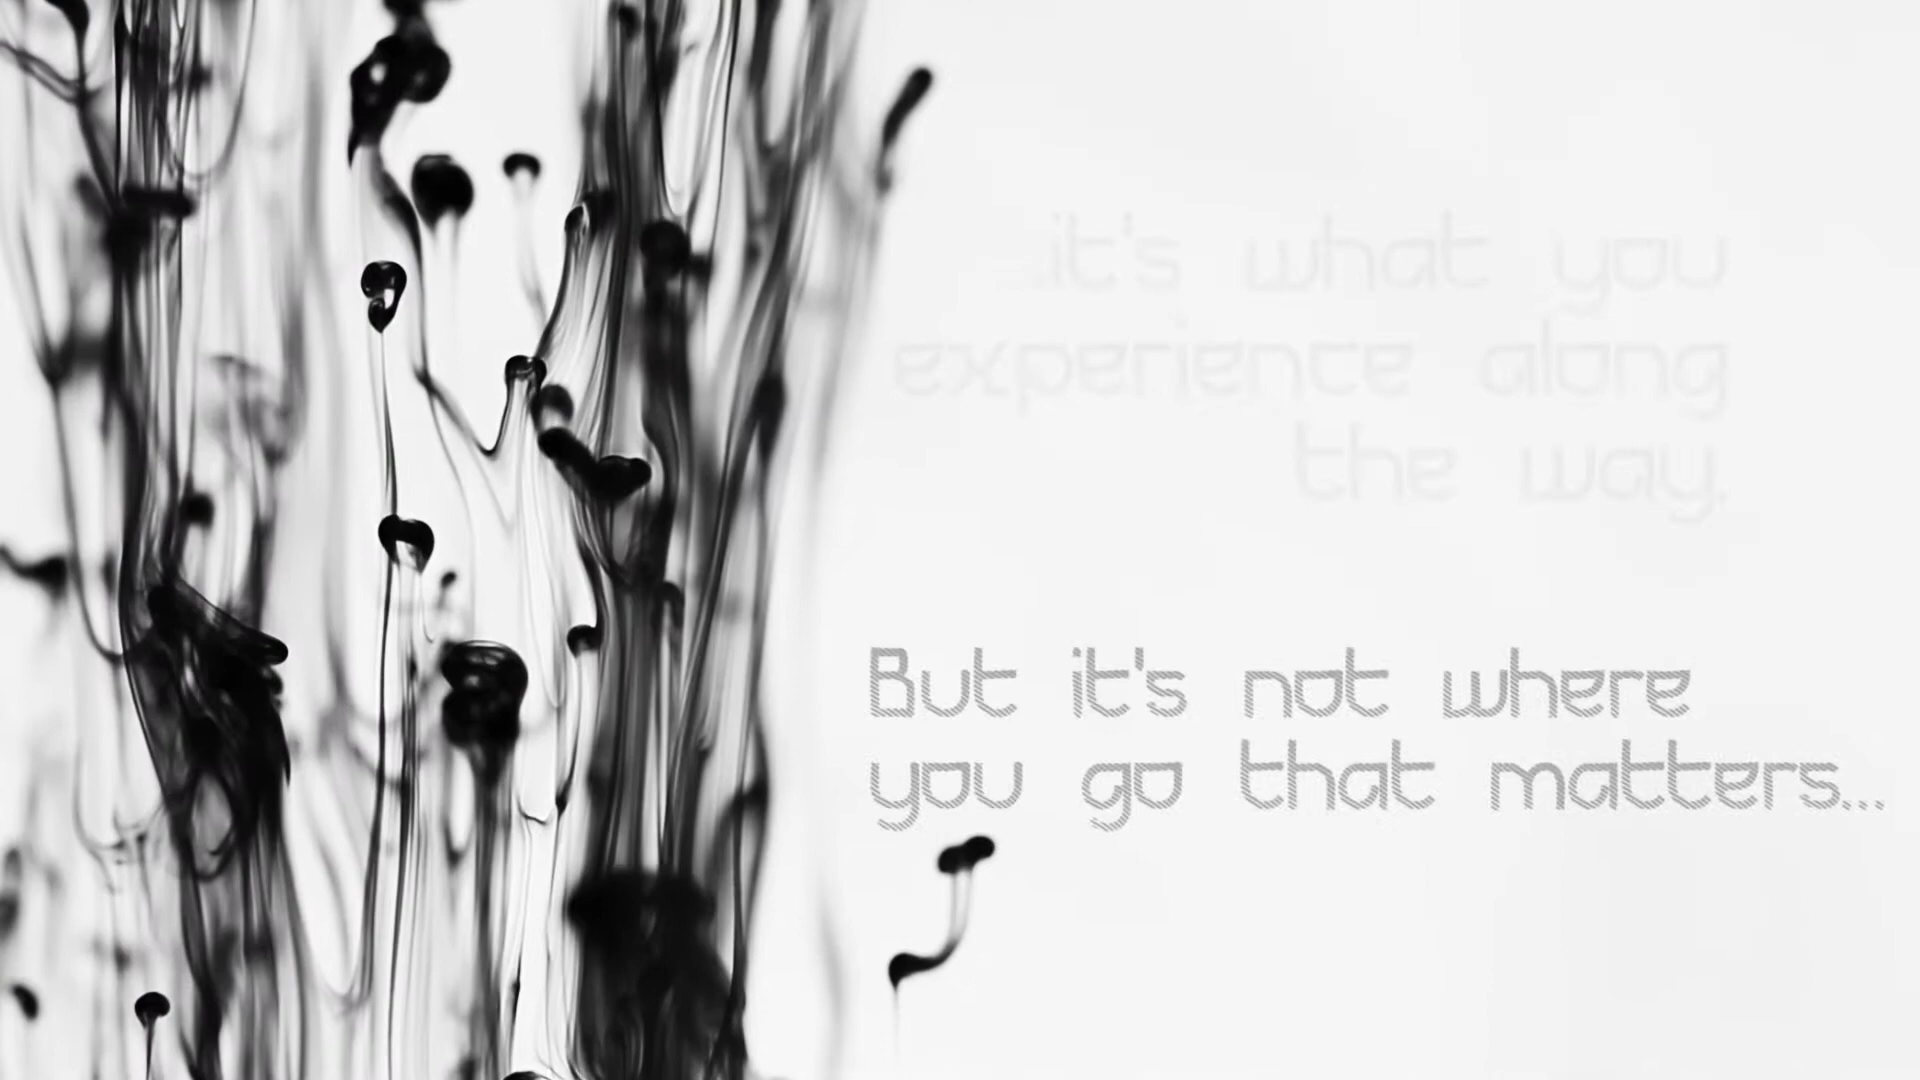 ...it's what you
experience along
the way.
But it's not where
you go that matters...